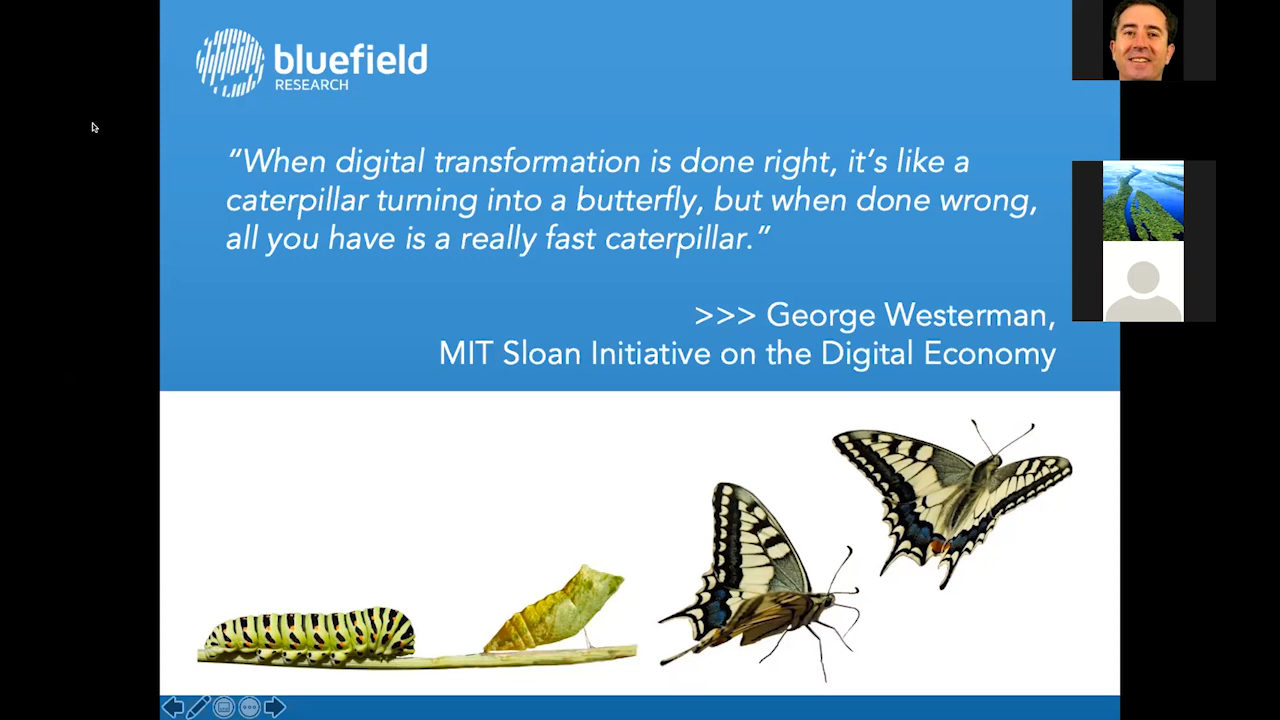 bluefield
RESEARCH
“When digital transformation is done right, it’s like a
caterpillar turning into a butterfly, but when done wrong,
all you have is a really fast caterpillar.”
>>> George Westerman,
MIT Sloan Initiative on the Digital Economy